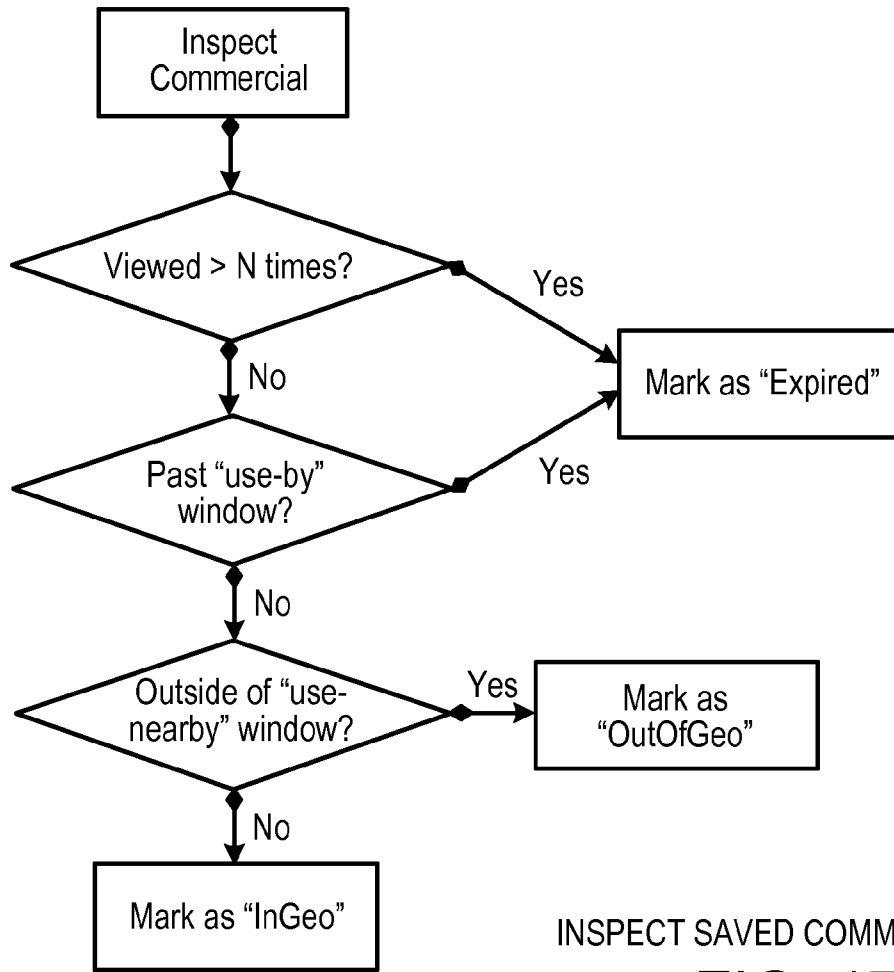 Inspect
Commercial
Viewed > N times?
Yes
No
Mark as “Expired”
Past “use-by”
window?
Yes
No
Outside of “use-
nearby” window?
Yes
Mark as
“OutOfGeo”
No
Mark as “InGeo”
INSPECT SAVED COMM